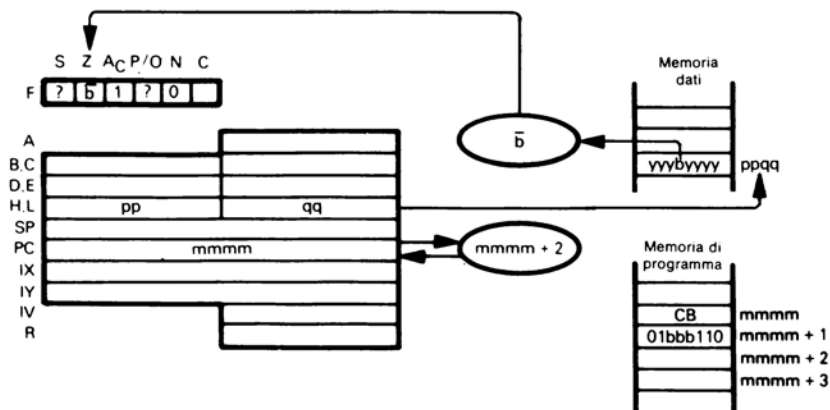 S Z AC P/O N C
F ? b̅ 1 ? 0
b̅
Memoria
dati
yyybyyyy ppqq
A
B.C
D.E
H.L pp qq
SP
PC mmmm
mmmm + 2
IX
IY
IV
R
Memoria di
programma
CB mmmm
01bbb110 mmmm + 1
mmmm + 2
mmmm + 3